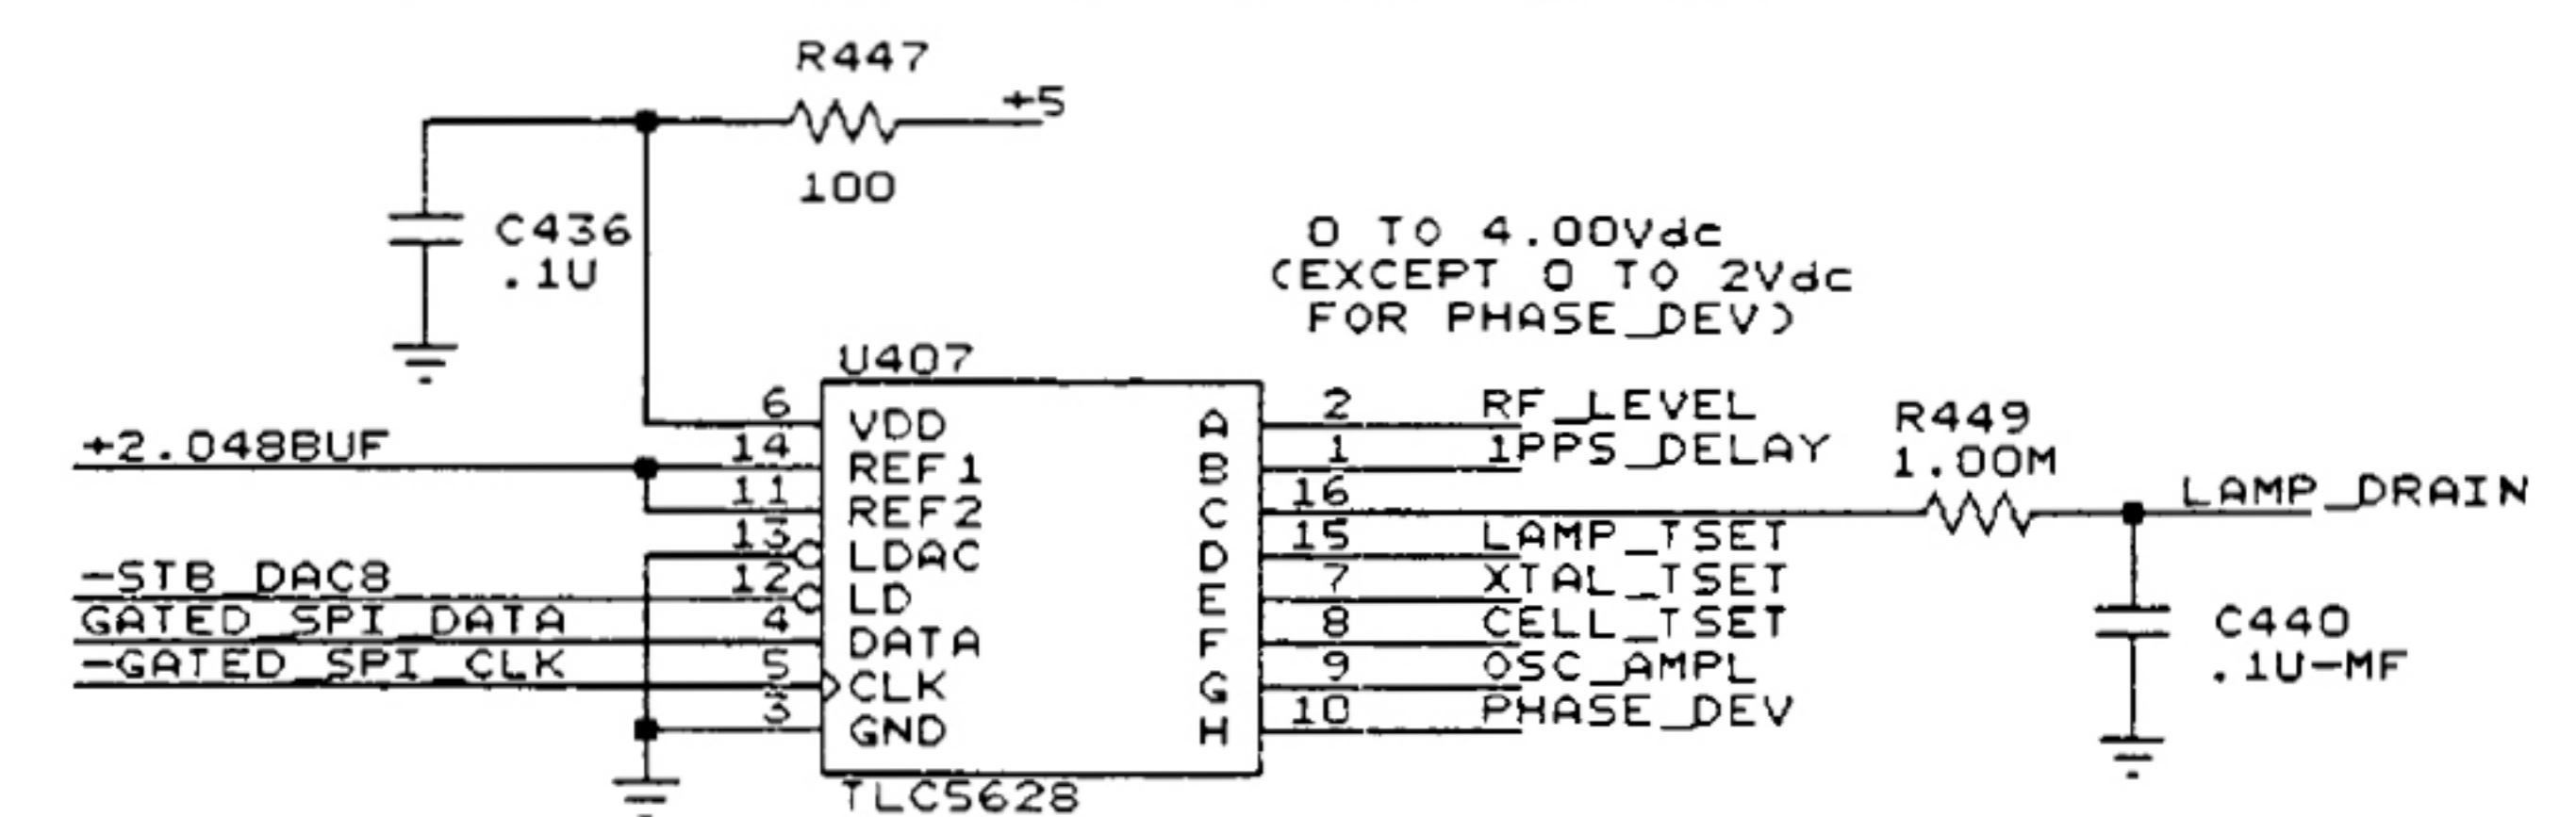 R447
+5
100
C436
.1U
0 TO 4.00Vdc
(EXCEPT 0 TO 2Vdc
FOR PHASE_DEV)
U407
6 VDD A 2 RF_LEVEL
+2.048BUF 14 REF1 B 1 1PPS_DELAY
11 REF2 C 16
R449
1.00M
LAMP_DRAIN
13 LDAC D 15 LAMP_TSET
-STB_DAC8 12 LD E 7 XTAL_TSET
GATED_SPI_DATA 4 DATA F 8 CELL_TSET
-GATED_SPI_CLK 5 CLK G 9 OSC_AMPL
3 GND H 10 PHASE_DEV
C440
.1U-MF
TLC5628